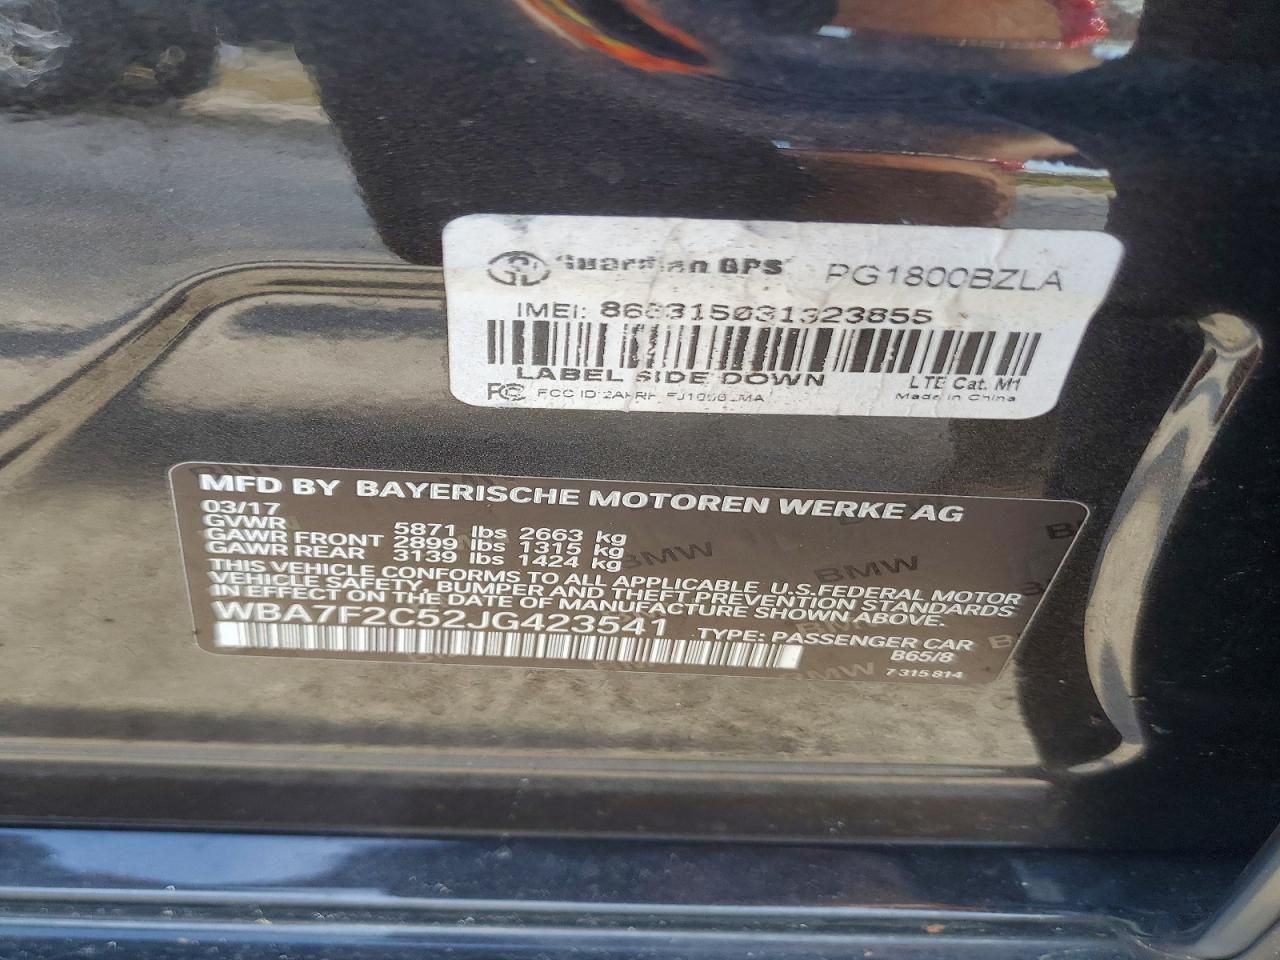 Guardian GPS PG1800BZLA
IMEI: 866315031323855
LABEL SIDE DOWN
LTE Cat. M1
FCC ID:
Made in China
MFD BY BAYERISCHE MOTOREN WERKE AG
03/17
GVWR 5871 lbs 2663 kg
GAWR FRONT 2899 lbs 1315 kg
GAWR REAR 3139 lbs 1424 kg
THIS VEHICLE CONFORMS TO ALL APPLICABLE U.S.FEDERAL MOTOR
VEHICLE SAFETY, BUMPER AND THEFT PREVENTION STANDARDS
IN EFFECT ON THE DATE OF MANUFACTURE SHOWN ABOVE.
WBA7F2C52JG423541
TYPE: PASSENGER CAR
B65/8
7 315 814